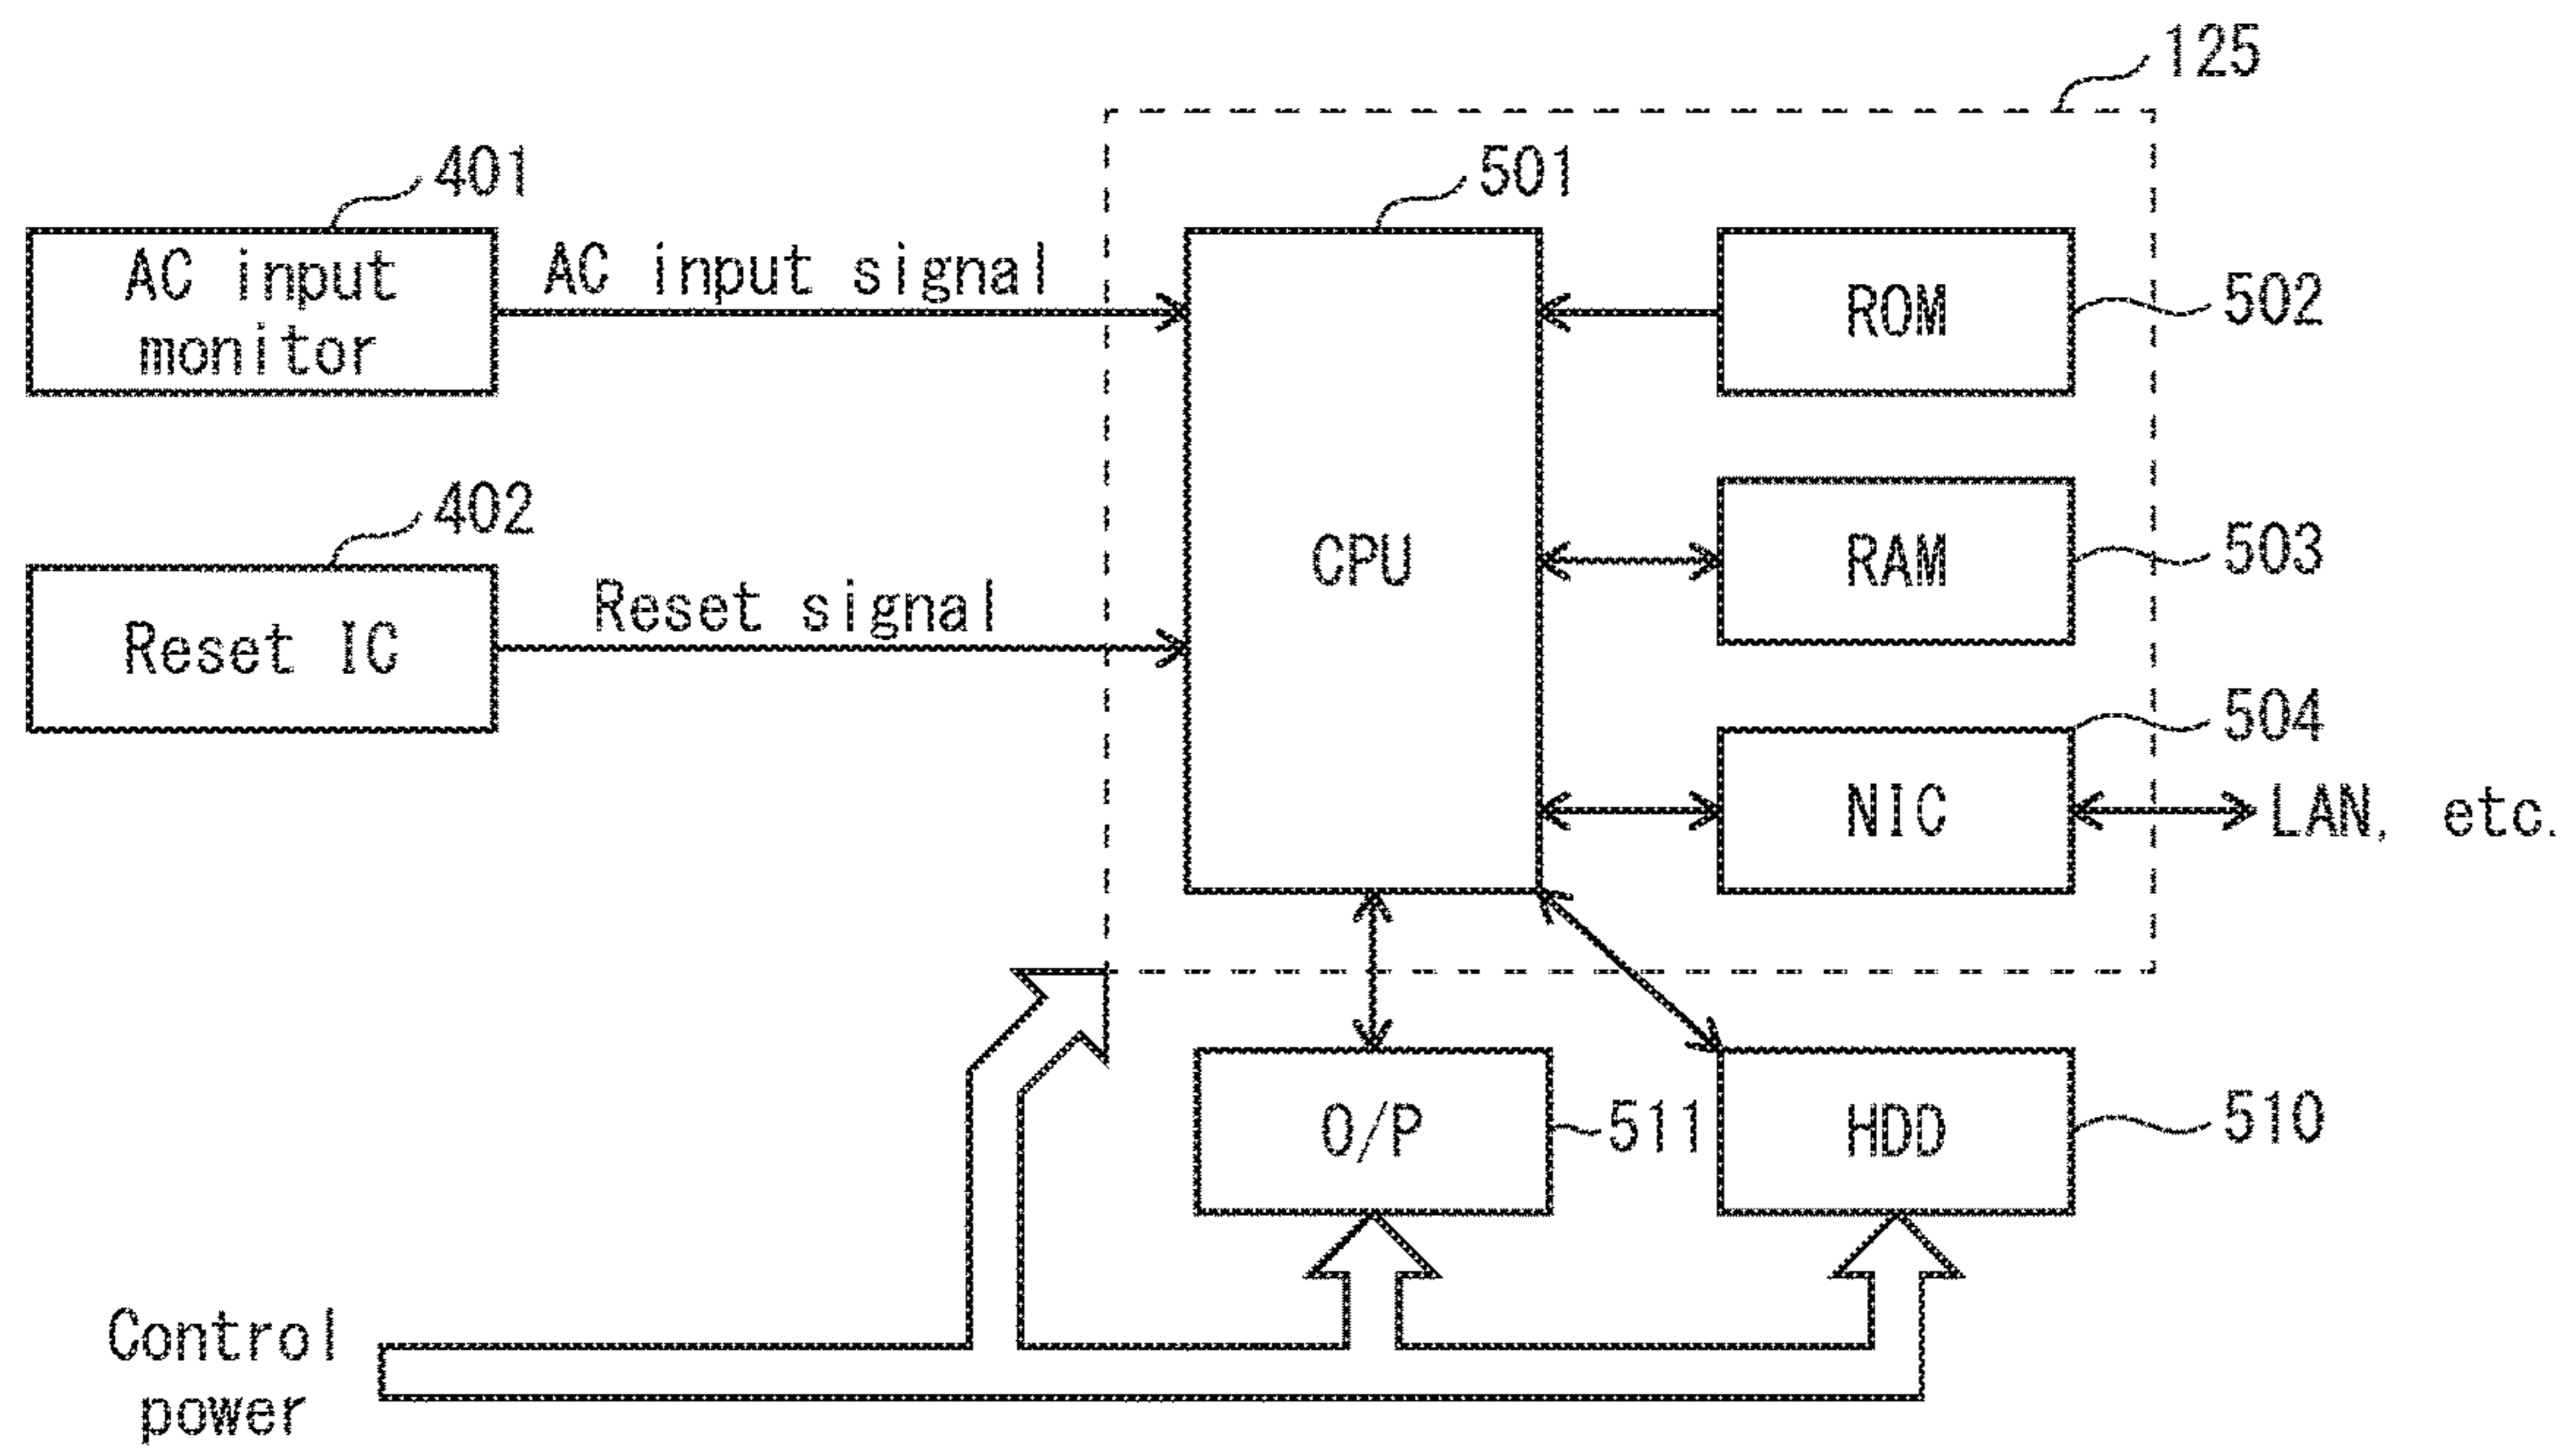 125
401
501
AC input
monitor
AC input signal
ROM
502
402
Reset IC
Reset signal
CPU
RAM
503
504
NIC
LAN, etc.
O/P
511
HDD
510
Control
power